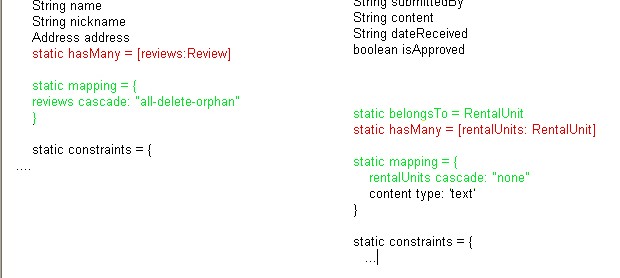 String name
String nickname
Address address
static hasMany = [reviews:Review]
static mapping = {
reviews cascade: "all-delete-orphan"
}
static constraints = {
....
String submittedBy
String content
String dateReceived
boolean isApproved
static belongsTo = RentalUnit
static hasMany = [rentalUnits: RentalUnit]
static mapping = {
rentalUnits cascade: "none"
content type: 'text'
}
static constraints = {
...